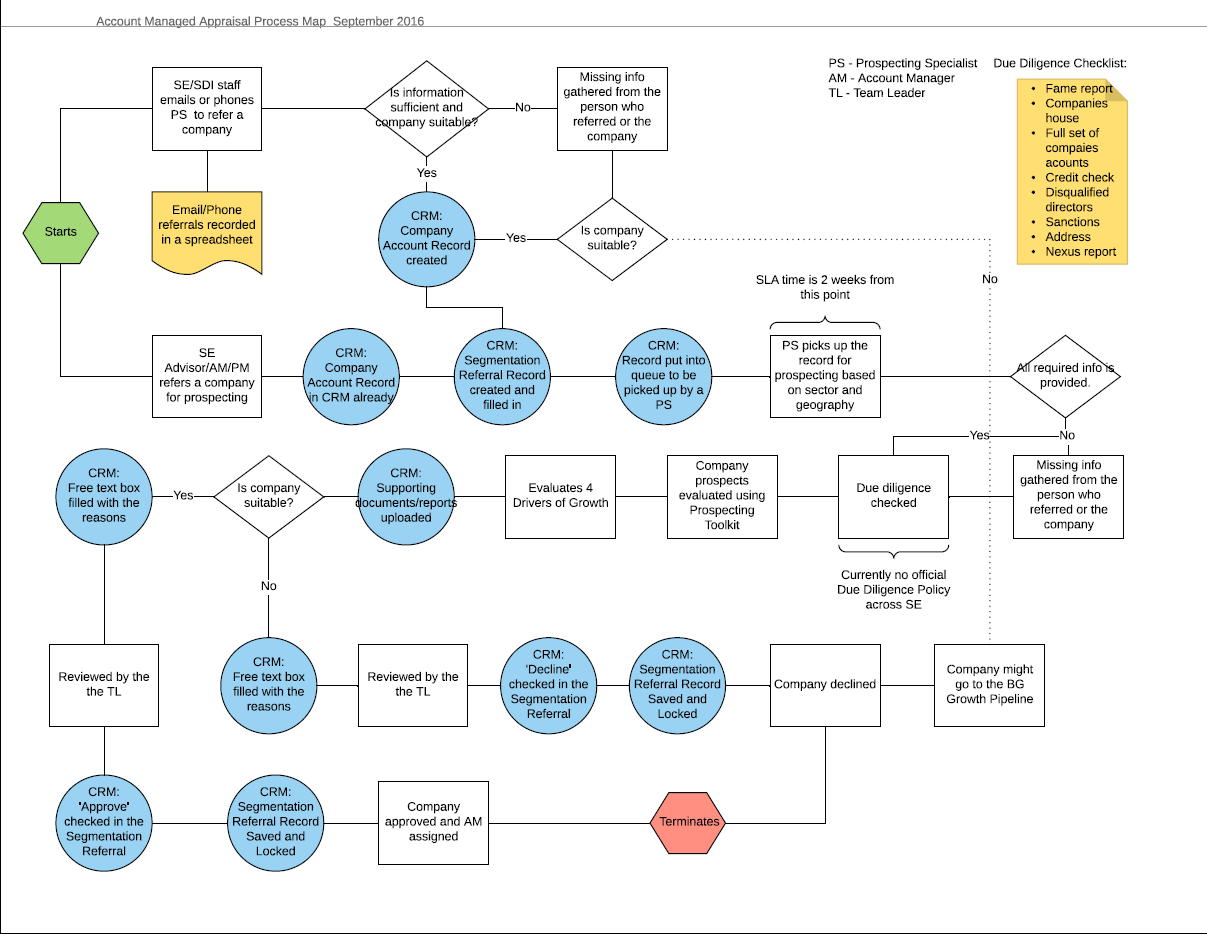 Account Managed Appraisal Process Map  September 2016
PS - Prospecting Specialist
AM - Account Manager
TL - Team Leader
Due Diligence Checklist:
• Fame report
• Companies
house
• Full set of
compaies
acounts
• Credit check
• Disqualified
directors
• Sanctions
• Address
• Nexus report
SE/SDI staff
emails or phones
PS  to refer a
company
Is information
sufficient and
company suitable?
No
Missing info
gathered from the
person who
referred or the
company
Yes
Starts
Email/Phone
referrals recorded
in a spreadsheet
CRM:
Company
Account Record
created
Yes
Is company
suitable?
No
SLA time is 2 weeks from
this point
SE
Advisor/AM/PM
refers a company
for prospecting
CRM:
Company
Account Record
in CRM already
CRM:
Segmentation
Referral Record
created and
filled in
CRM:
Record put into
queue to be
picked up by a
PS
PS picks up the
record for
prospecting based
on sector and
geography
All required info is
provided.
Yes
No
CRM:
Free text box
filled with the
reasons
Yes
Is company
suitable?
CRM:
Supporting
documents/reports
uploaded
Evaluates 4
Drivers of Growth
Company
prospects
evaluated using
Prospecting
Toolkit
Due diligence
checked
Missing info
gathered from the
person who
referred or the
company
Currently no official
Due Diligence Policy
across SE
No
Reviewed by the
the TL
CRM:
Free text box
filled with the
reasons
Reviewed by the
the TL
CRM:
'Decline'
checked in the
Segmentation
Referral
CRM:
Segmentation
Referral Record
Saved and
Locked
Company declined
Company might
go to the BG
Growth Pipeline
CRM:
'Approve'
checked in the
Segmentation
Referral
CRM:
Segmentation
Referral Record
Saved and
Locked
Company
approved and AM
assigned
Terminates